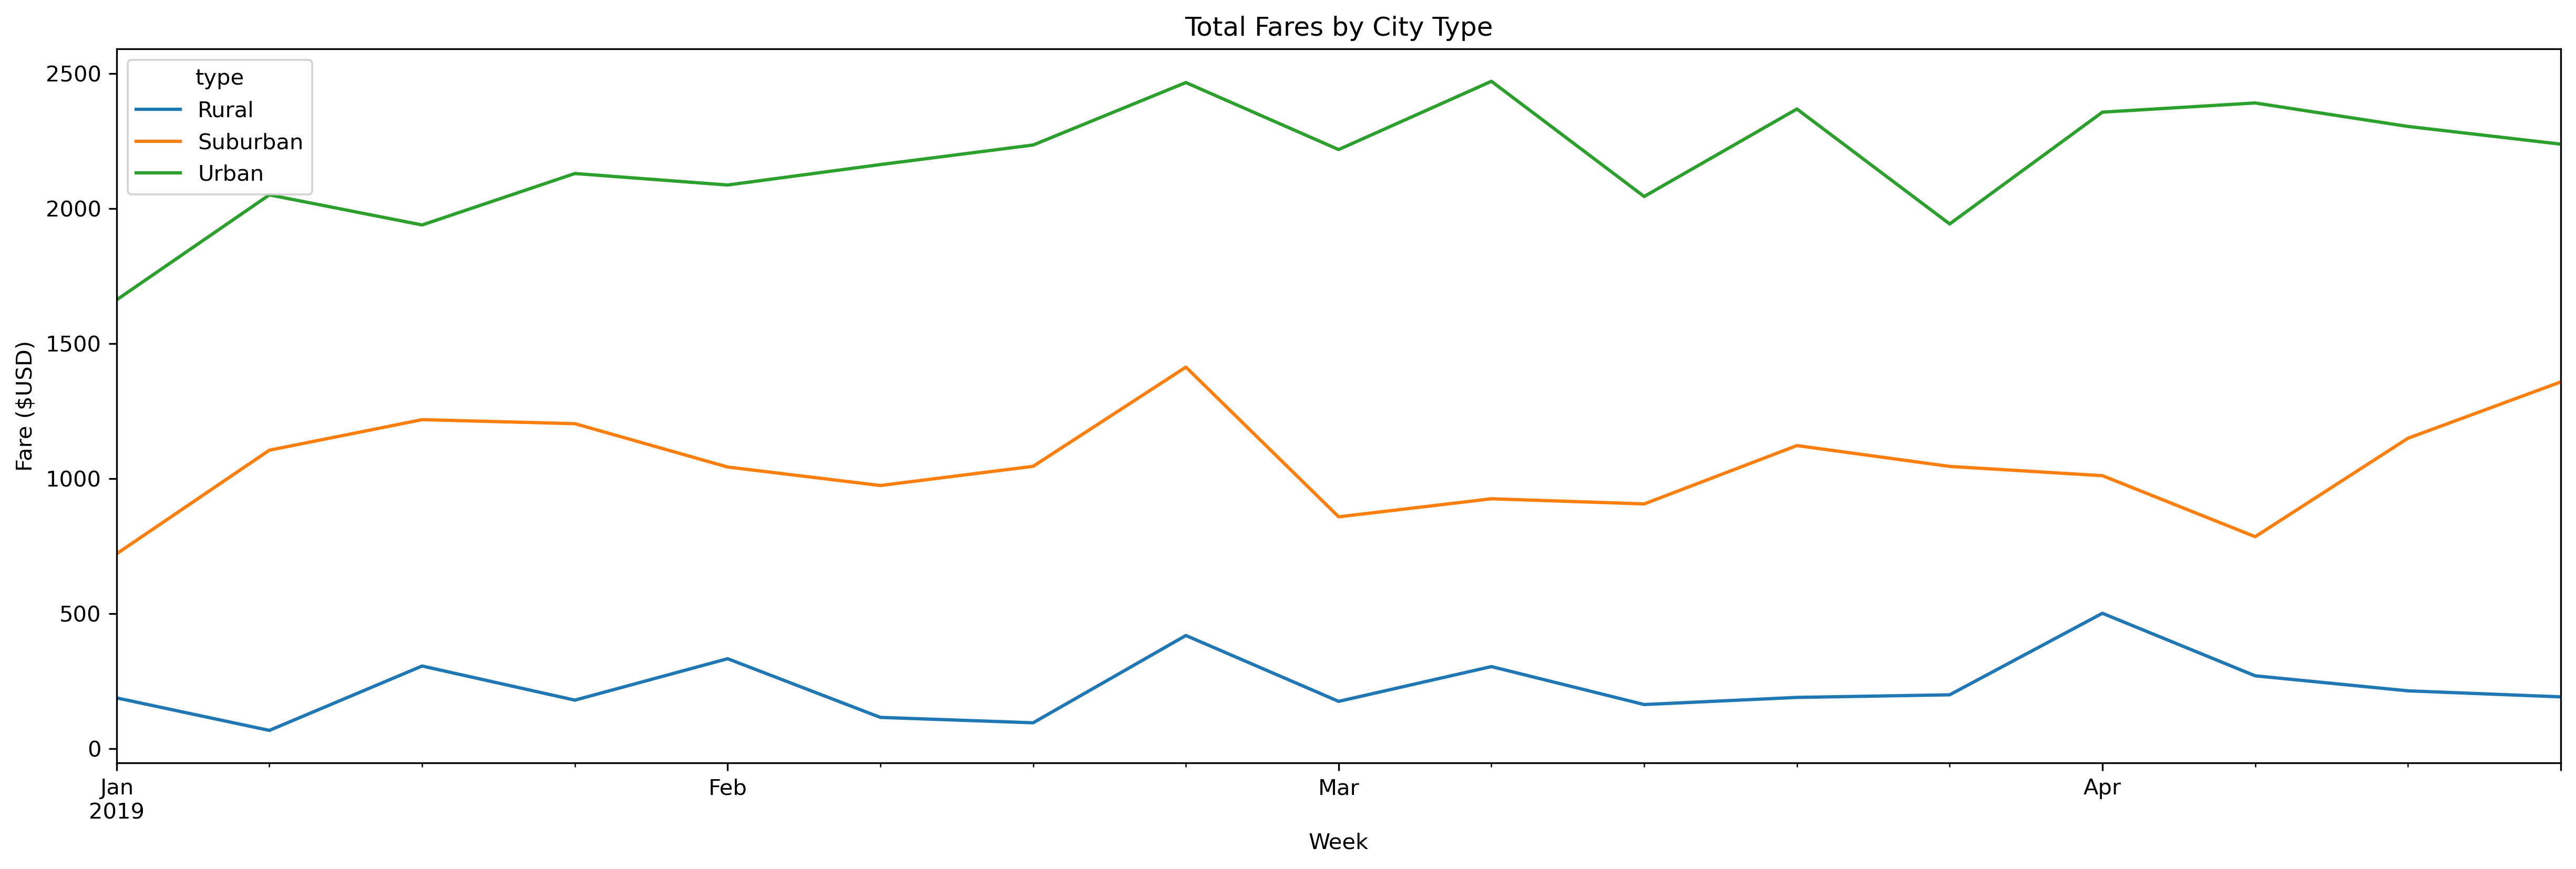 Total Fares by City Type
type
Rural
Suburban
Urban
Fare ($USD)
2500
2000
1500
1000
500
0
Jan
2019
Feb
Mar
Apr
Week